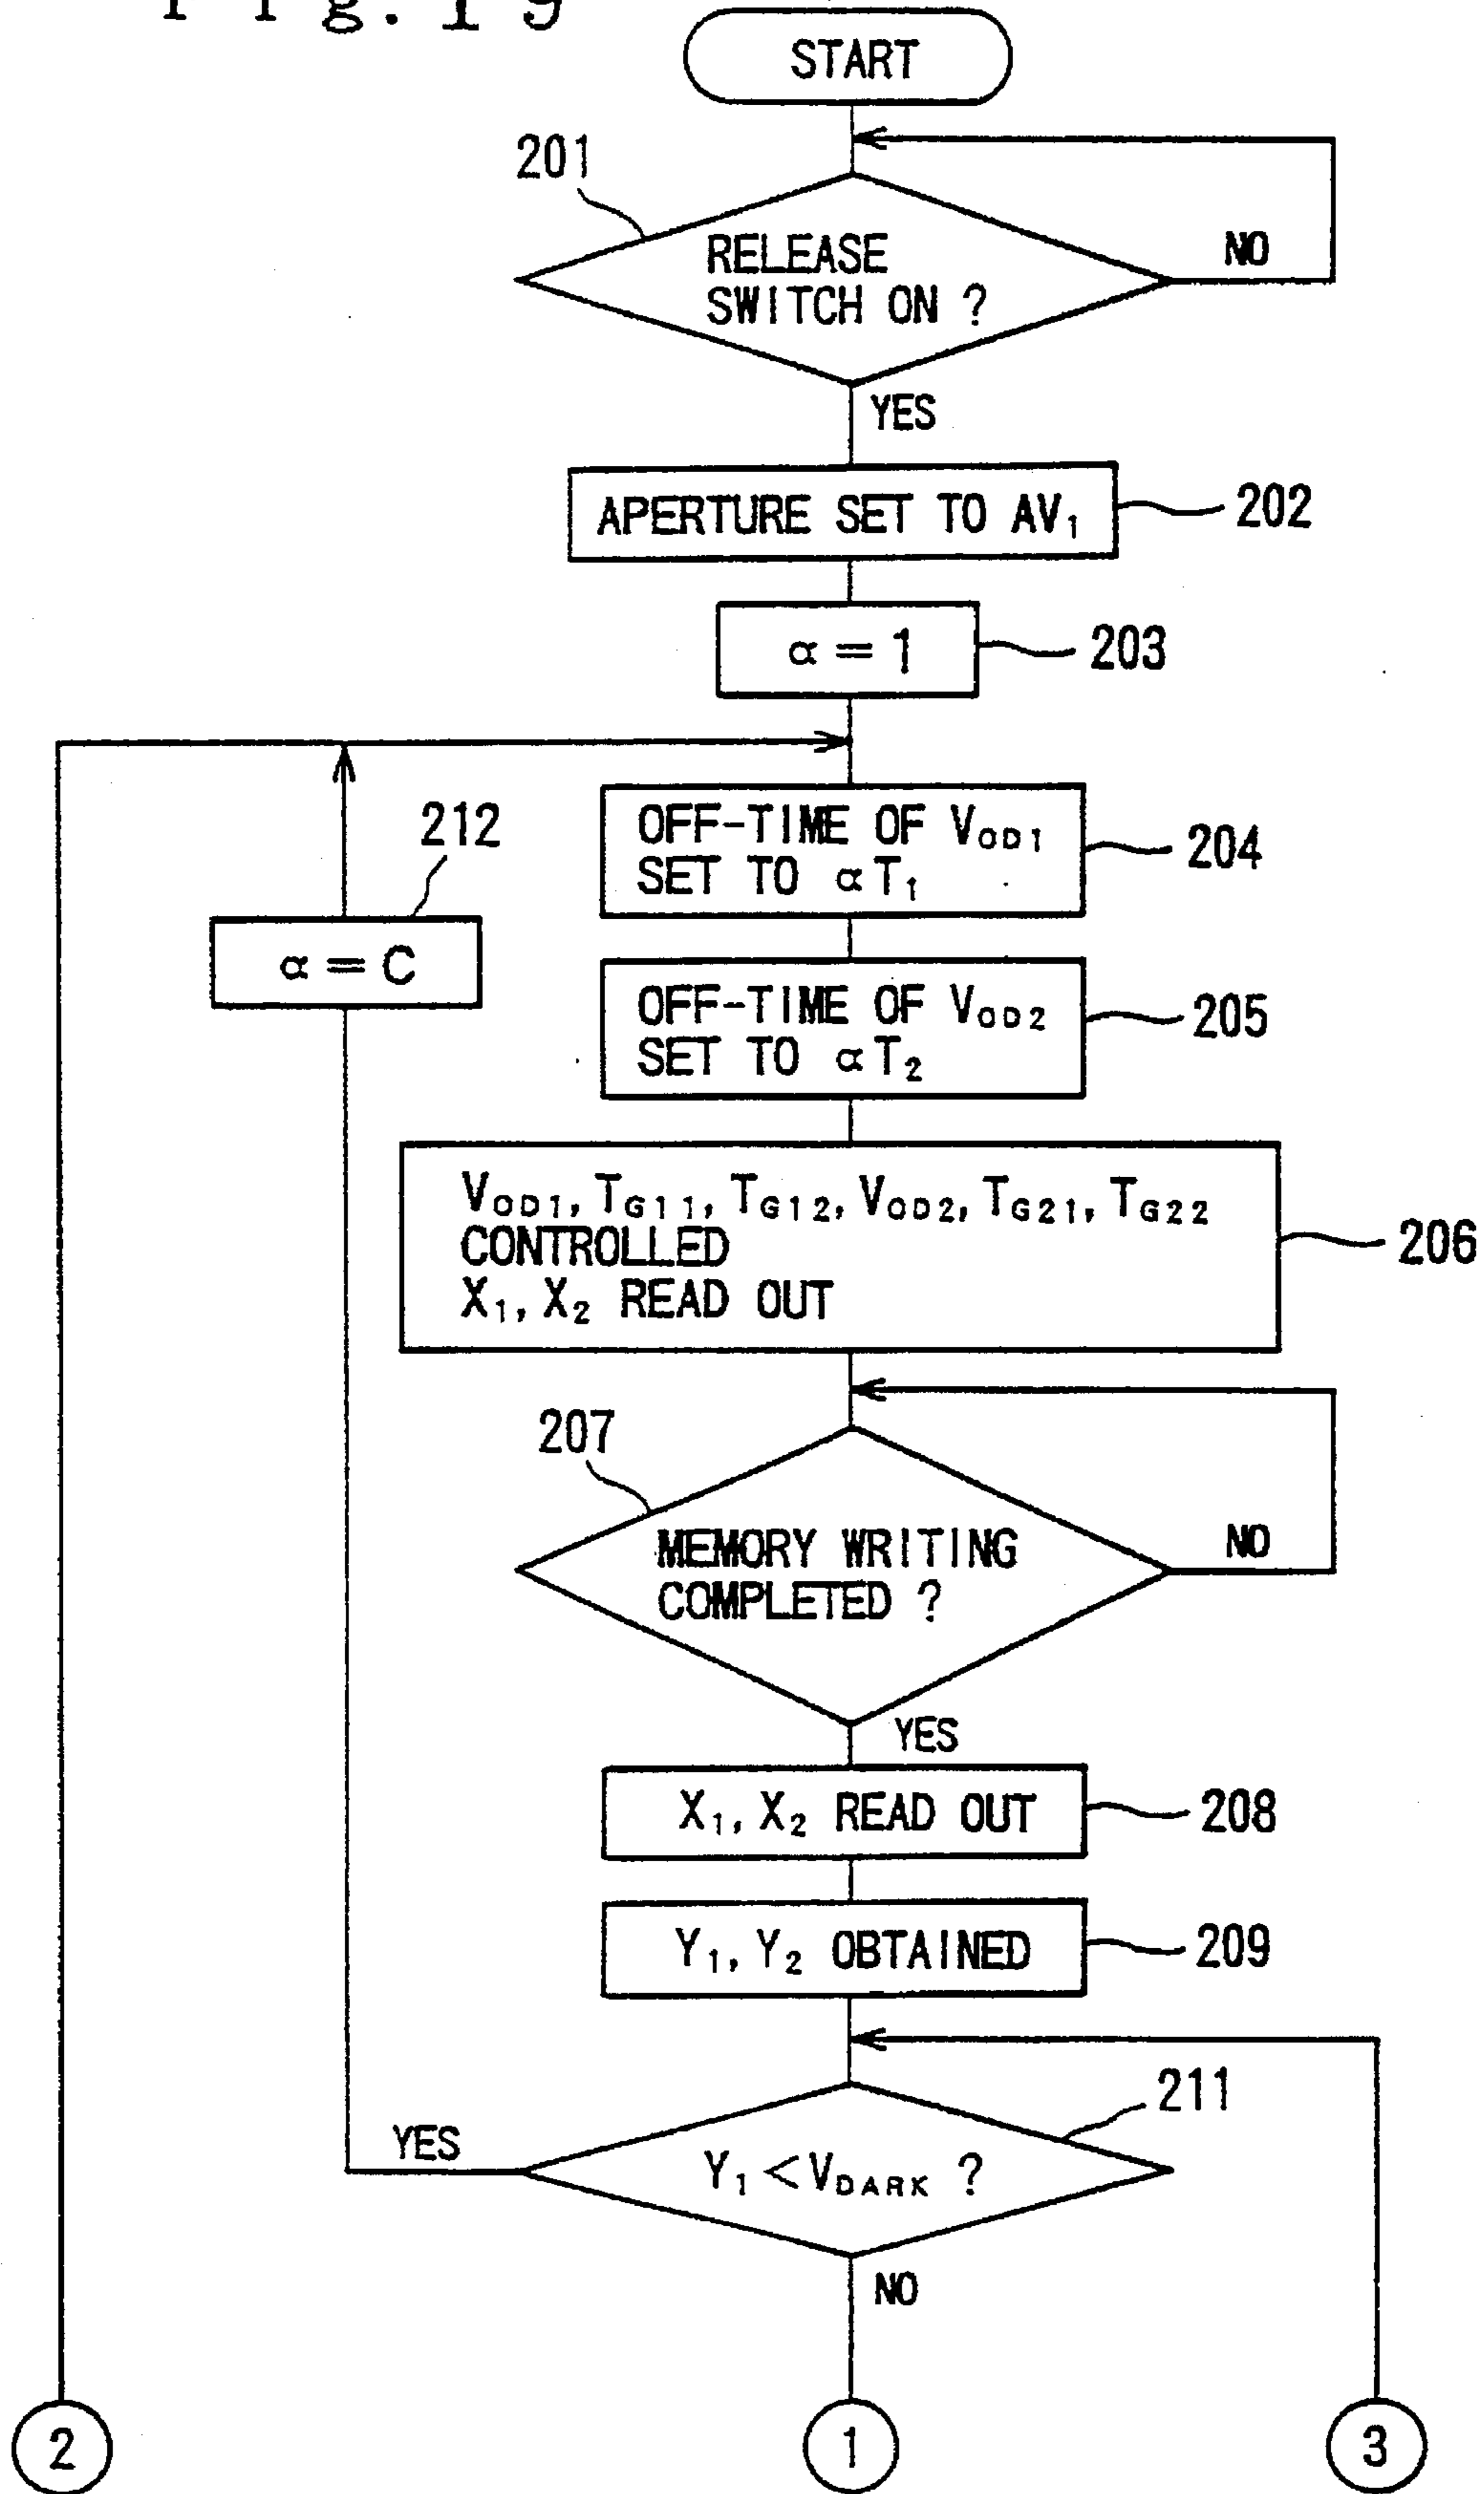 Fig. 19
START
201
RELEASE
SWITCH ON ?
NO
YES
APERTURE SET TO AV₁
202
α = 1
203
OFF-TIME OF V_OD1
SET TO αT₁
204
212
α = C
OFF-TIME OF V_OD2
SET TO αT₂
205
V_OD1, T_G11, T_G12, V_OD2, T_G21, T_G22
CONTROLLED
X₁, X₂ READ OUT
206
207
MEMORY WRITING
COMPLETED ?
NO
YES
X₁, X₂ READ OUT
208
Y₁, Y₂ OBTAINED
209
211
YES
Y₁ < V_DARK ?
NO
2
1
3